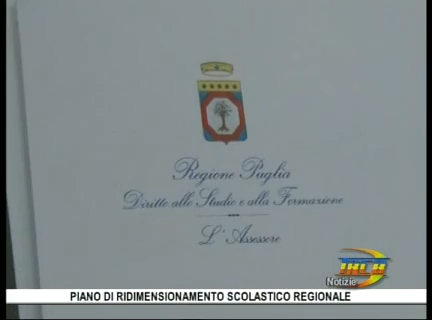 Regione Puglia
Diritto allo Studio e alla Formazione
L'Assessore
Notizie
PIANO DI RIDIMENSIONAMENTO SCOLASTICO REGIONALE